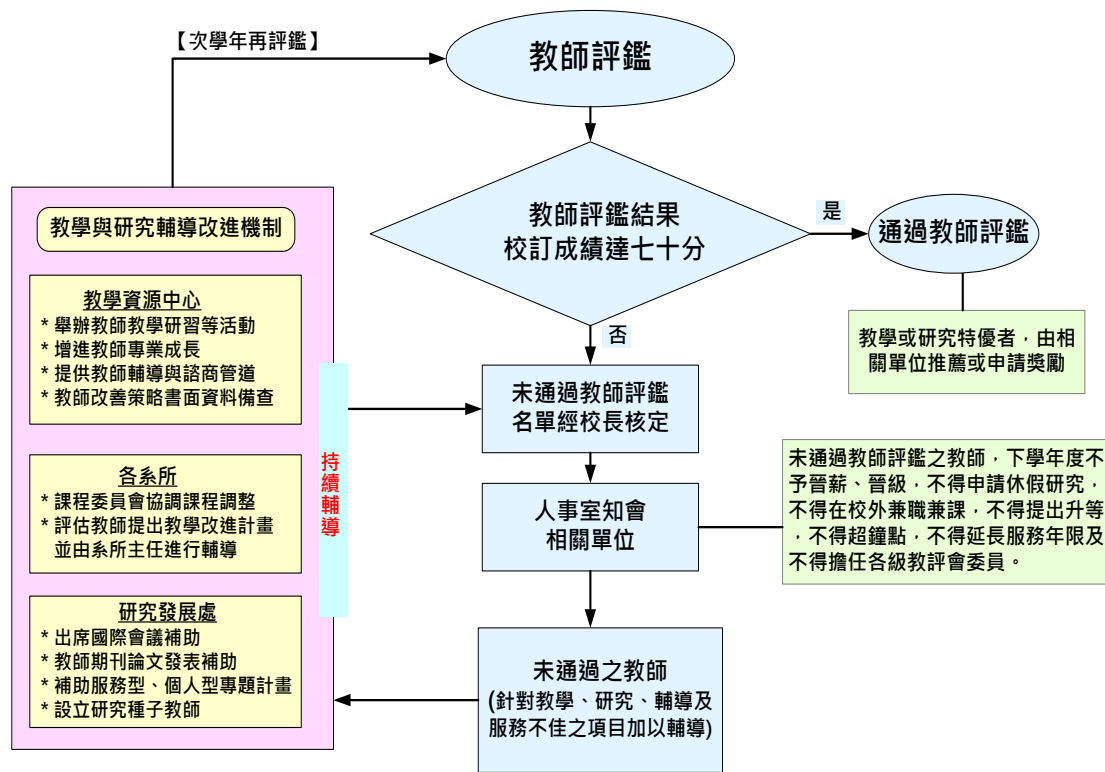 【次學年再評鑑】
教師評鑑
教師評鑑結果
校訂成績達七十分
是
通過教師評鑑
教學或研究特優者，由相
關單位推薦或申請獎勵
否
未通過教師評鑑
名單經校長核定
人事室知會
相關單位
未通過教師評鑑之教師，下學年度不
予晉薪、晉級，不得申請休假研究，
不得在校外兼職兼課，不得提出升等
，不得超鐘點，不得延長服務年限及
不得擔任各級教評會委員。
未通過之教師
(針對教學、研究、輔導及
服務不佳之項目加以輔導)
教學與研究輔導改進機制
教學資源中心
* 舉辦教師教學研習等活動
* 增進教師專業成長
* 提供教師輔導與諮商管道
* 教師改善策略書面資料備查
各系所
* 課程委員會協調課程調整
* 評估教師提出教學改進計畫
並由系所主任進行輔導
研究發展處
* 出席國際會議補助
* 教師期刊論文發表補助
* 補助服務型、個人型專題計畫
* 設立研究種子教師
持續輔導